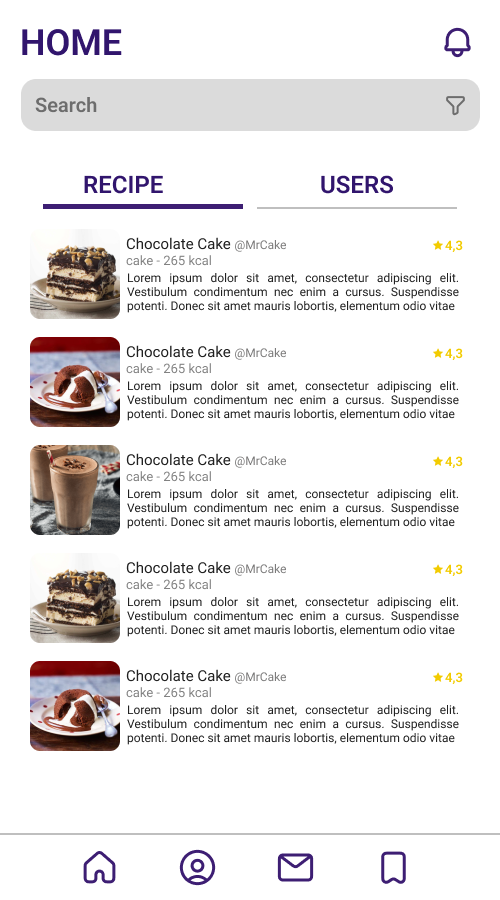 HOME
Search
RECIPE USERS
Chocolate Cake @MrCake ★4,3
cake - 265 kcal
Lorem ipsum dolor sit amet, consectetur adipiscing elit.
Vestibulum condimentum nec enim a cursus. Suspendisse
potenti. Donec sit amet mauris lobortis, elementum odio vitae
Chocolate Cake @MrCake ★4,3
cake - 265 kcal
Lorem ipsum dolor sit amet, consectetur adipiscing elit.
Vestibulum condimentum nec enim a cursus. Suspendisse
potenti. Donec sit amet mauris lobortis, elementum odio vitae
Chocolate Cake @MrCake ★4,3
cake - 265 kcal
Lorem ipsum dolor sit amet, consectetur adipiscing elit.
Vestibulum condimentum nec enim a cursus. Suspendisse
potenti. Donec sit amet mauris lobortis, elementum odio vitae
Chocolate Cake @MrCake ★4,3
cake - 265 kcal
Lorem ipsum dolor sit amet, consectetur adipiscing elit.
Vestibulum condimentum nec enim a cursus. Suspendisse
potenti. Donec sit amet mauris lobortis, elementum odio vitae
Chocolate Cake @MrCake ★4,3
cake - 265 kcal
Lorem ipsum dolor sit amet, consectetur adipiscing elit.
Vestibulum condimentum nec enim a cursus. Suspendisse
potenti. Donec sit amet mauris lobortis, elementum odio vitae